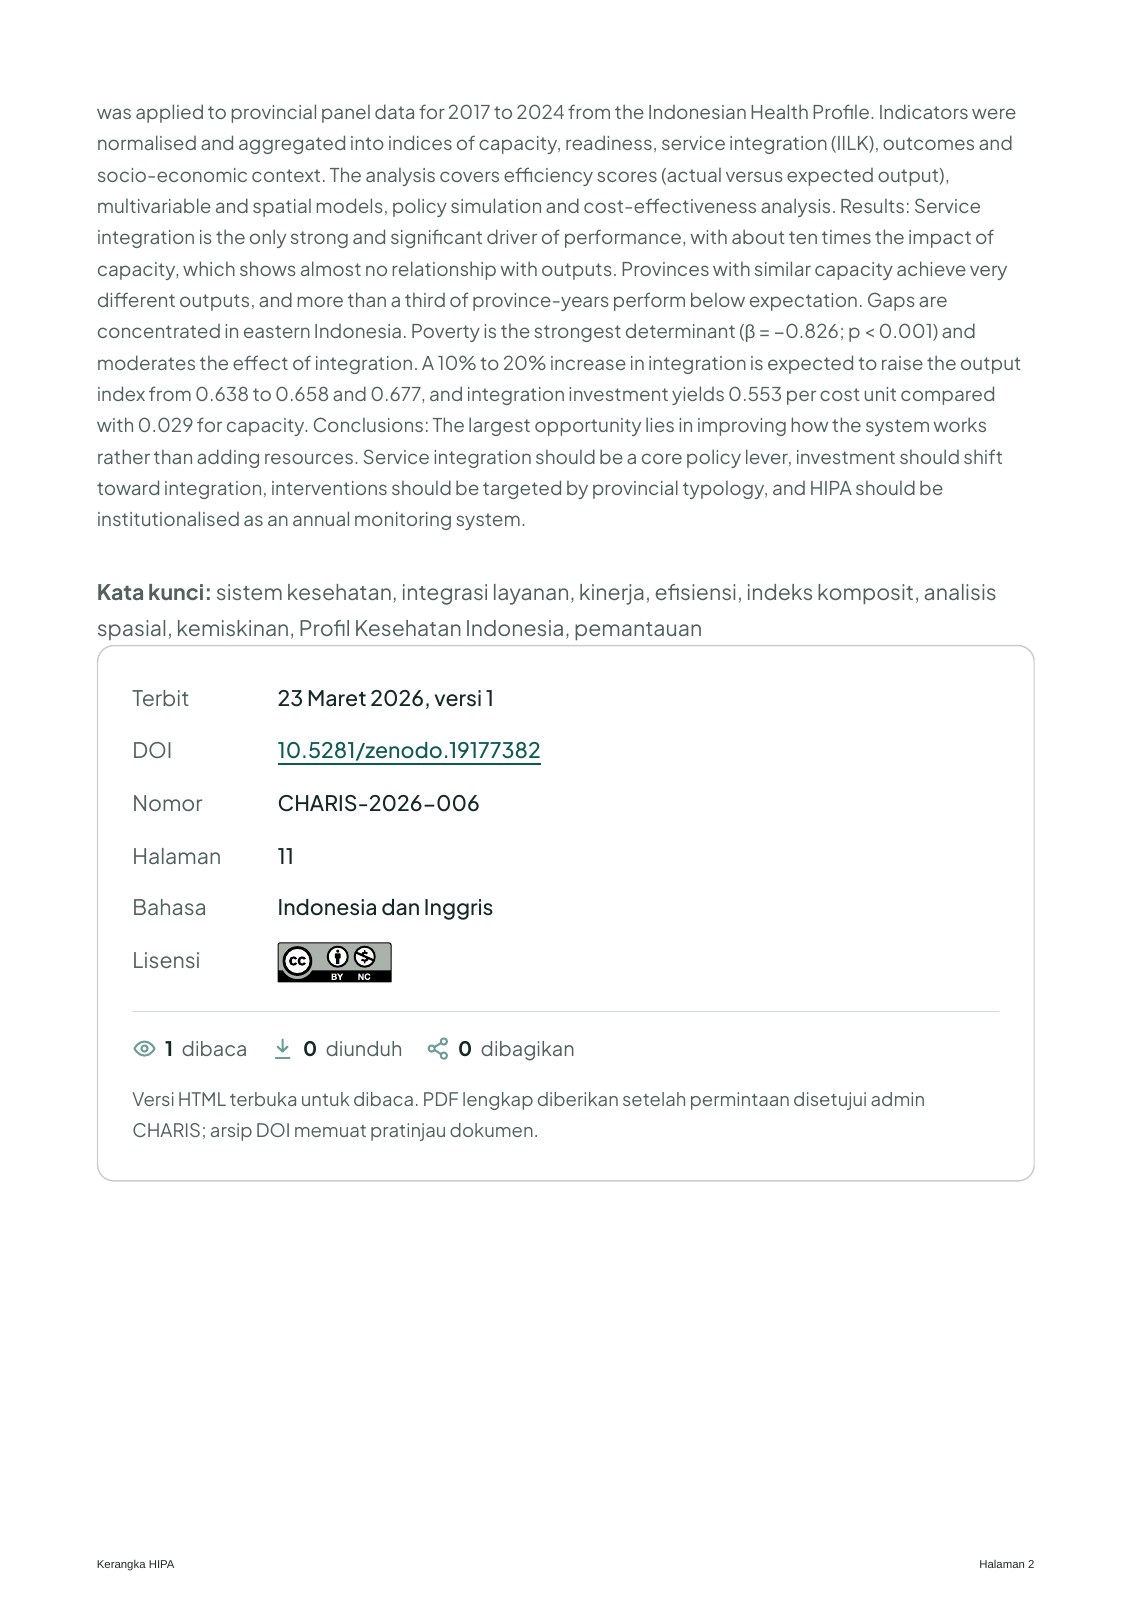 was applied to provincial panel data for 2017 to 2024 from the Indonesian Health Profile. Indicators were
normalised and aggregated into indices of capacity, readiness, service integration (IILK), outcomes and
socio-economic context. The analysis covers efficiency scores (actual versus expected output),
multivariable and spatial models, policy simulation and cost-effectiveness analysis. Results: Service
integration is the only strong and significant driver of performance, with about ten times the impact of
capacity, which shows almost no relationship with outputs. Provinces with similar capacity achieve very
different outputs, and more than a third of province-years perform below expectation. Gaps are
concentrated in eastern Indonesia. Poverty is the strongest determinant (β = −0.826; p < 0.001) and
moderates the effect of integration. A 10% to 20% increase in integration is expected to raise the output
index from 0.638 to 0.658 and 0.677, and integration investment yields 0.553 per cost unit compared
with 0.029 for capacity. Conclusions: The largest opportunity lies in improving how the system works
rather than adding resources. Service integration should be a core policy lever, investment should shift
toward integration, interventions should be targeted by provincial typology, and HIPA should be
institutionalised as an annual monitoring system.
Kata kunci: sistem kesehatan, integrasi layanan, kinerja, efisiensi, indeks komposit, analisis
spasial, kemiskinan, Profil Kesehatan Indonesia, pemantauan
Terbit 23 Maret 2026, versi 1
DOI 10.5281/zenodo.19177382
Nomor CHARIS-2026-006
Halaman 11
Bahasa Indonesia dan Inggris
Lisensi cc BY NC
1 dibaca 0 diunduh 0 dibagikan
Versi HTML terbuka untuk dibaca. PDF lengkap diberikan setelah permintaan disetujui admin
CHARIS; arsip DOI memuat pratinjau dokumen.
Kerangka HIPA Halaman 2